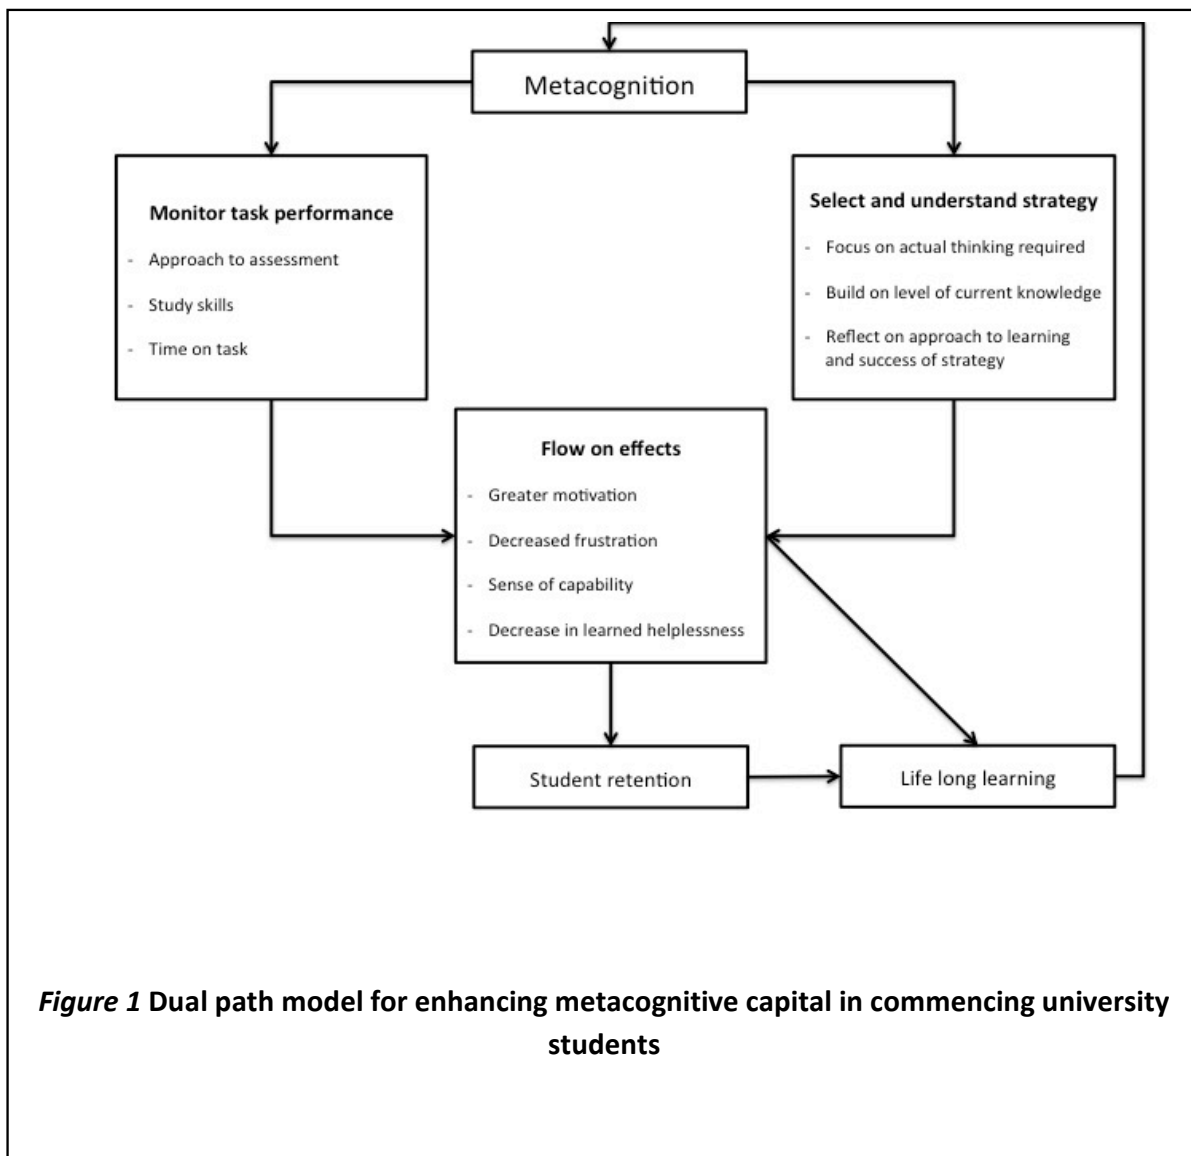 Metacognition
Monitor task performance
- Approach to assessment
- Study skills
- Time on task
Select and understand strategy
- Focus on actual thinking required
- Build on level of current knowledge
- Reflect on approach to learning
and success of strategy
Flow on effects
- Greater motivation
- Decreased frustration
- Sense of capability
- Decrease in learned helplessness
Student retention
Life long learning
Figure 1 Dual path model for enhancing metacognitive capital in commencing university
students